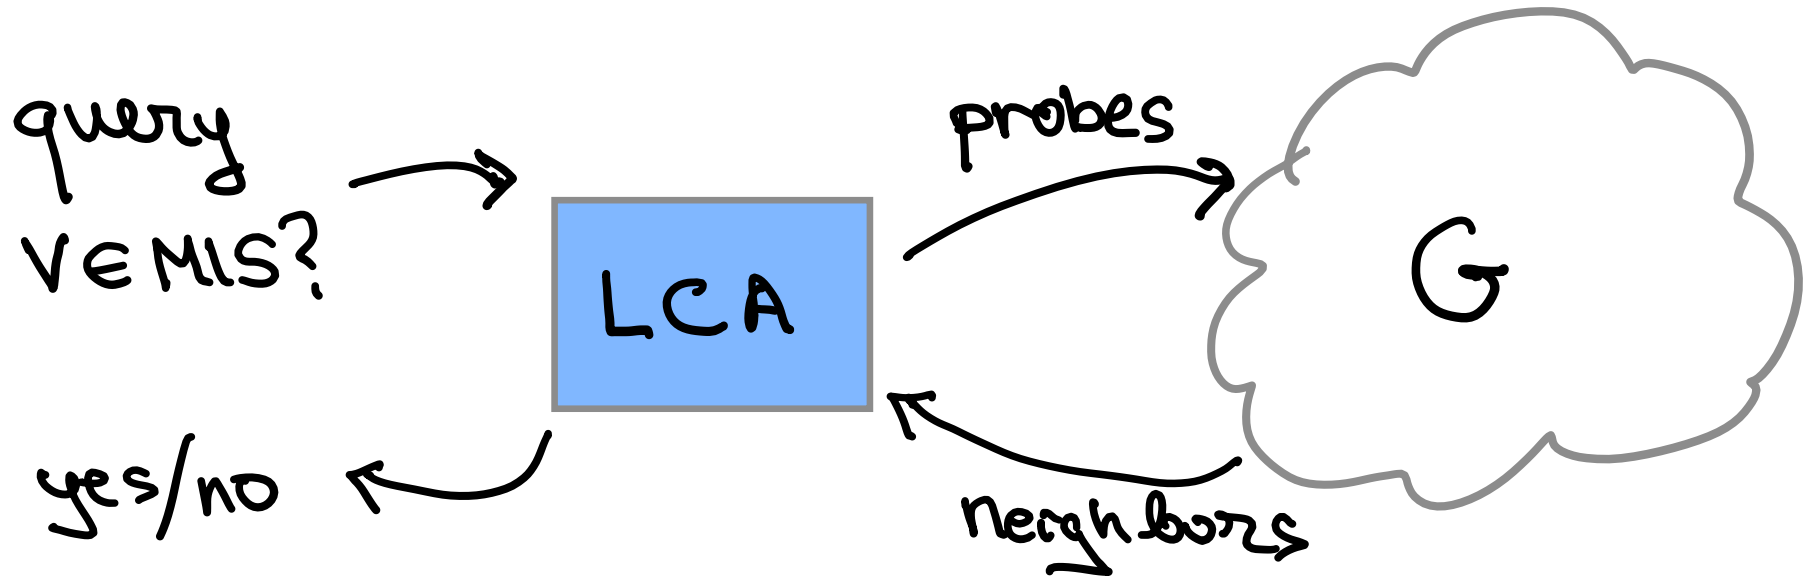 query
V ∈ MIS?
yes/no
LCA
probes
neighbors
G